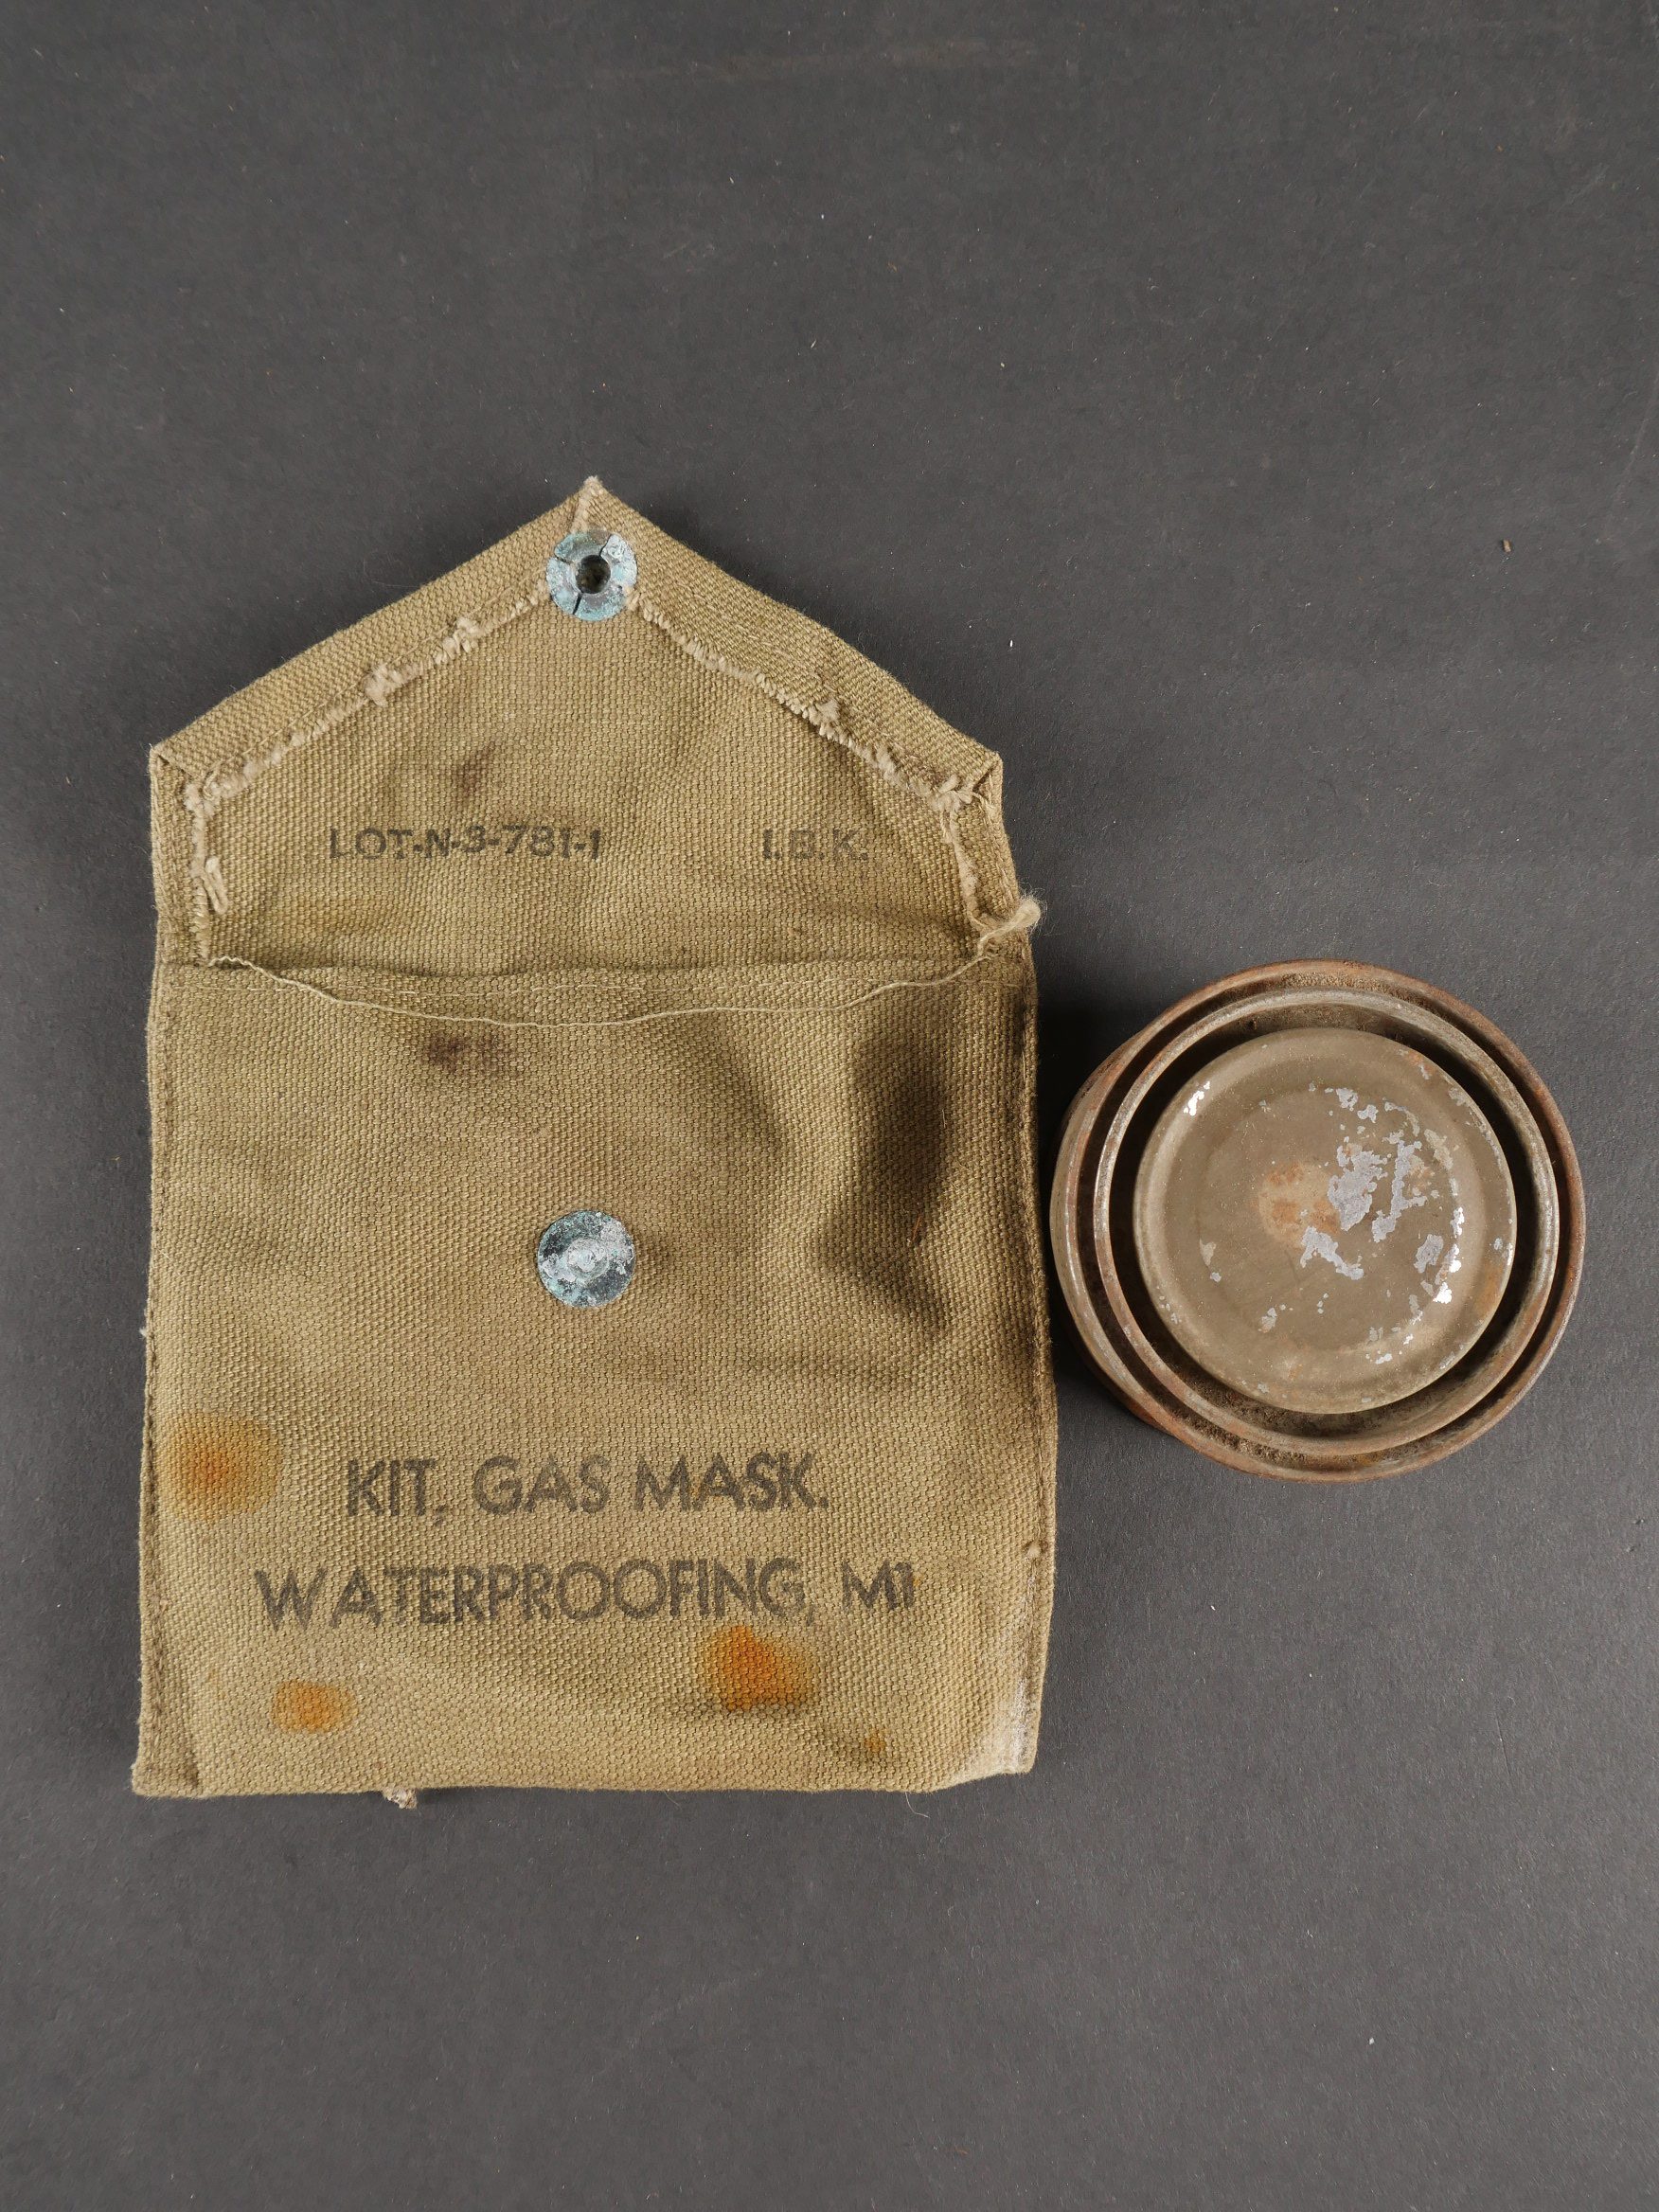 LOT-N-3-781-1 I.B.K.
KIT, GAS MASK.
WATERPROOFING, M1